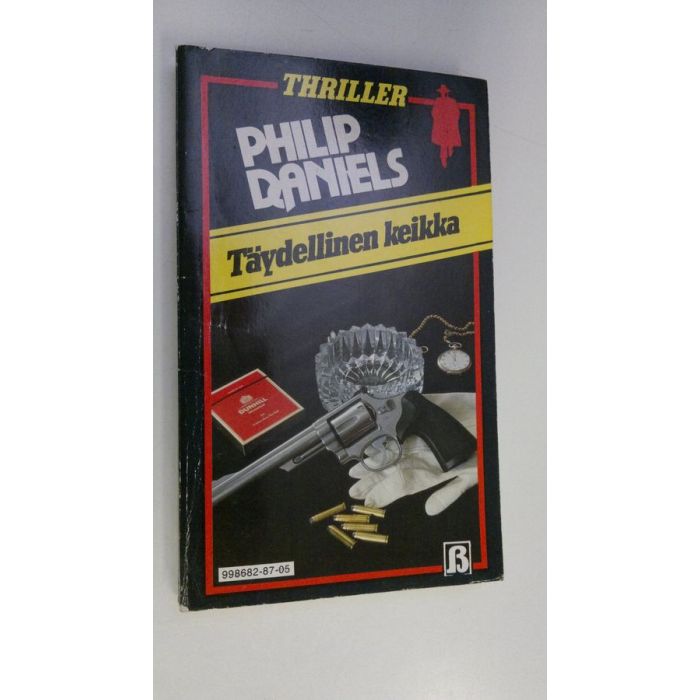 THRILLER
PHILIP
DANIELS
Täydellinen keikka
DUNHILL
998682-87-05
B